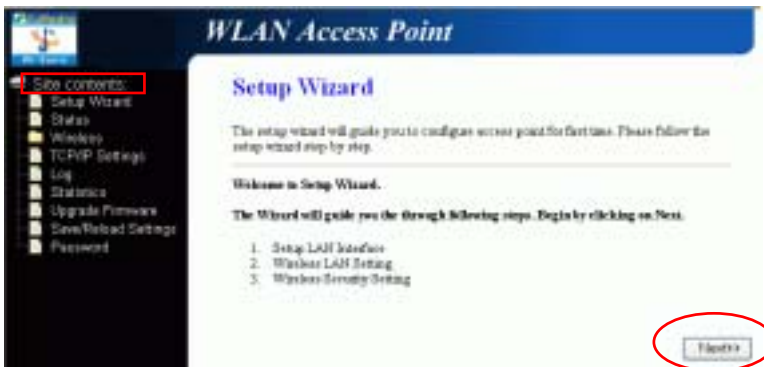 WLAN Access Point
Site contents:
Setup Wizard
Status
Wireless
TCP/IP Settings
Log
Statistics
Upgrade Firmware
Save/Reload Settings
Password
Setup Wizard
The setup wizard will guide you to configure access point for first time. Please follow the
setup wizard step by step.
Welcome to Setup Wizard.
The Wizard will guide you the through following steps. Begin by clicking on Next.
1. Setup LAN Interface
2. Wireless LAN Setting
3. Wireless Security Setting
Next>>